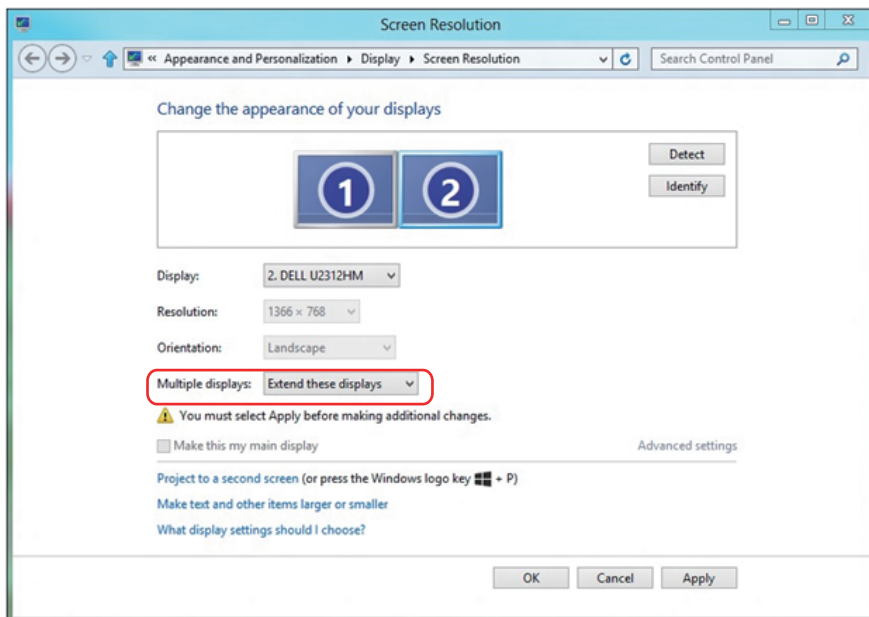 Screen Resolution
« Appearance and Personalization ▸ Display ▸ Screen Resolution
Search Control Panel
Change the appearance of your displays
1 2
Detect
Identify
Display: 2. DELL U2312HM
Resolution: 1366 × 768
Orientation: Landscape
Multiple displays: Extend these displays
You must select Apply before making additional changes.
Make this my main display Advanced settings
Project to a second screen (or press the Windows logo key + P)
Make text and other items larger or smaller
What display settings should I choose?
OK Cancel Apply